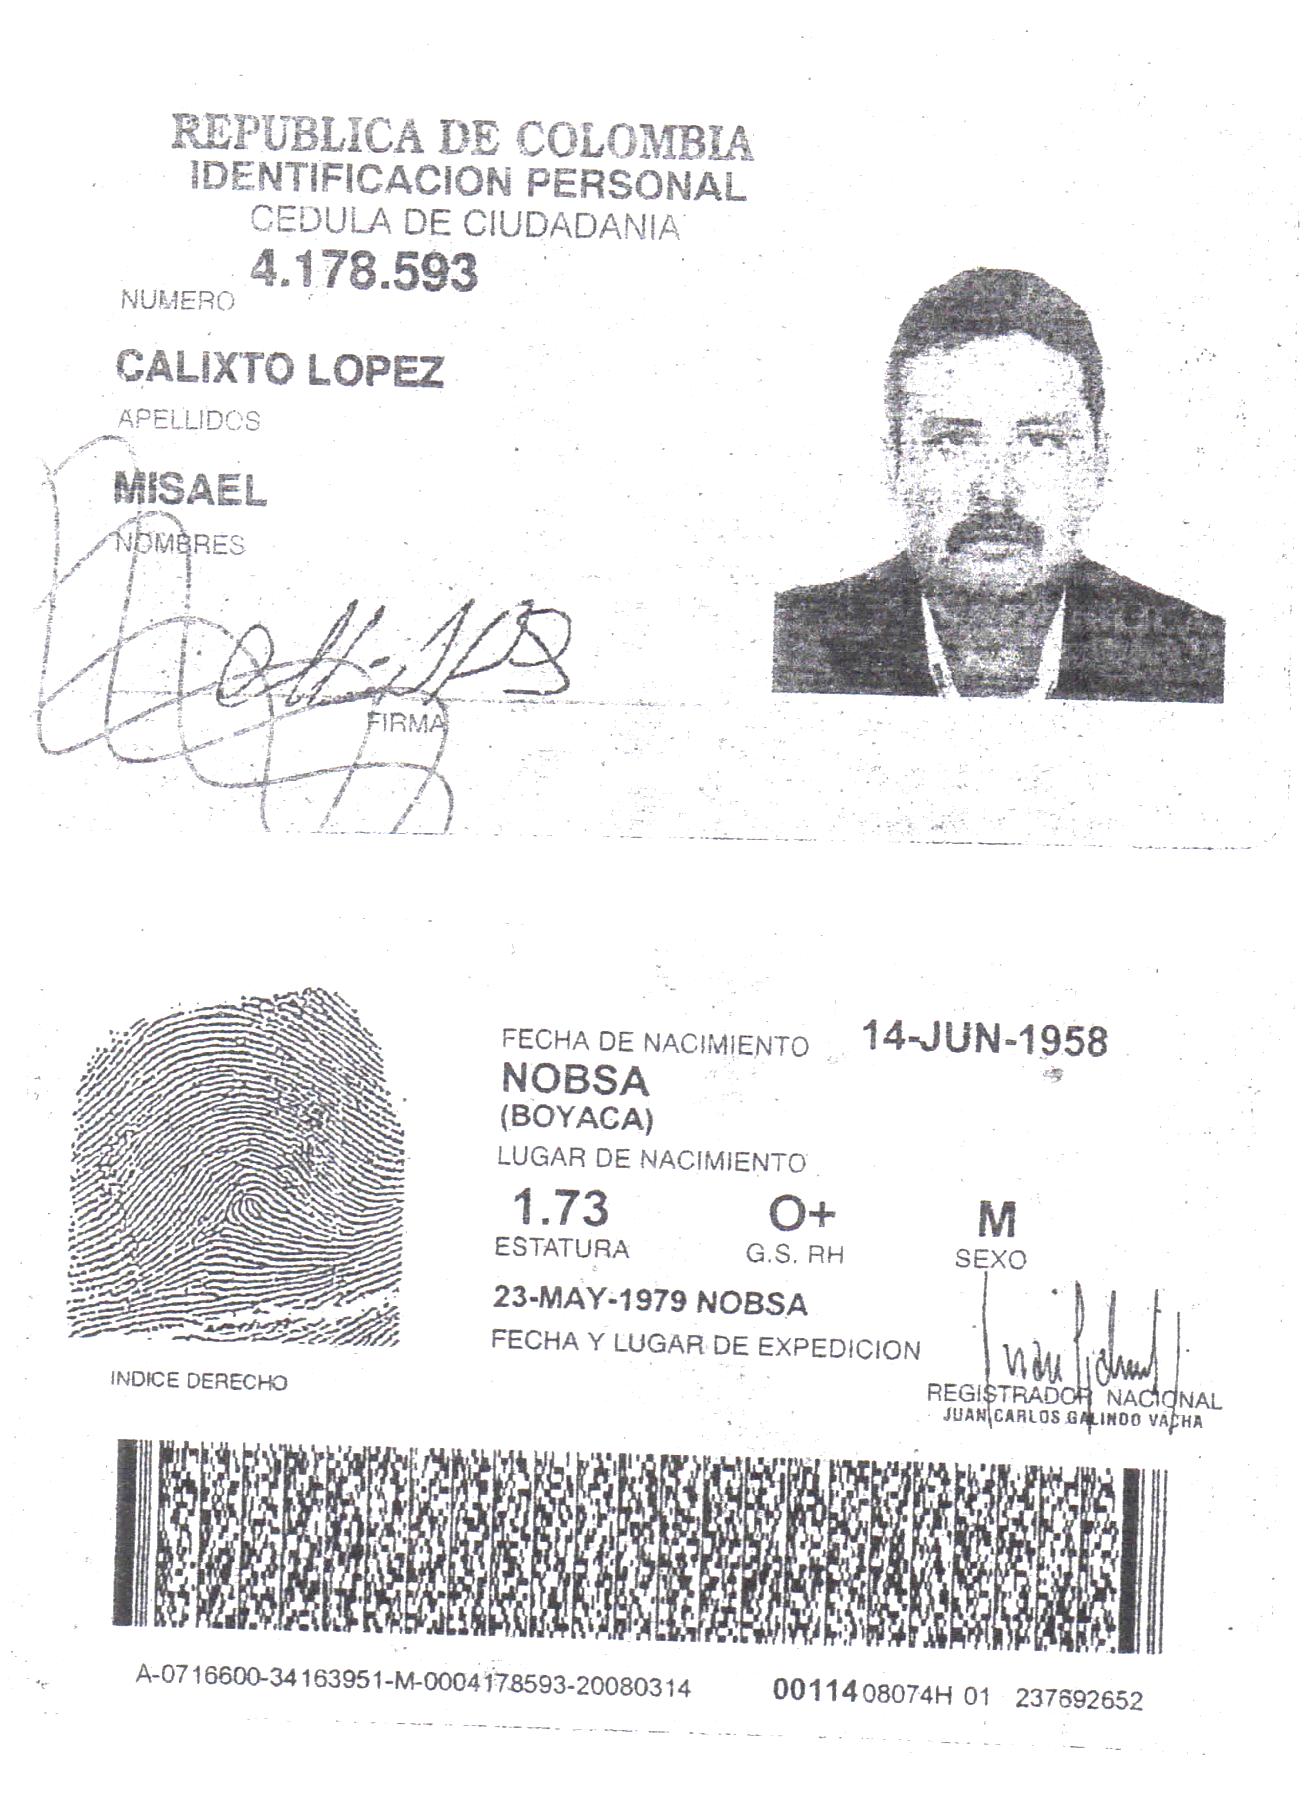 REPUBLICA DE COLOMBIA
IDENTIFICACION PERSONAL
CEDULA DE CIUDADANIA
NUMERO 4.178.593
CALIXTO LOPEZ
APELLIDOS
MISAEL
NOMBRES
FIRMA
FECHA DE NACIMIENTO 14-JUN-1958
NOBSA
(BOYACA)
LUGAR DE NACIMIENTO
1.73 O+ M
ESTATURA G.S. RH SEXO
23-MAY-1979 NOBSA
FECHA Y LUGAR DE EXPEDICION
INDICE DERECHO
REGISTRADOR NACIONAL
JUAN CARLOS GALINDO VACHA
A-0716600-34163951-M-0004178593-20080314 0011408074H 01 237692652